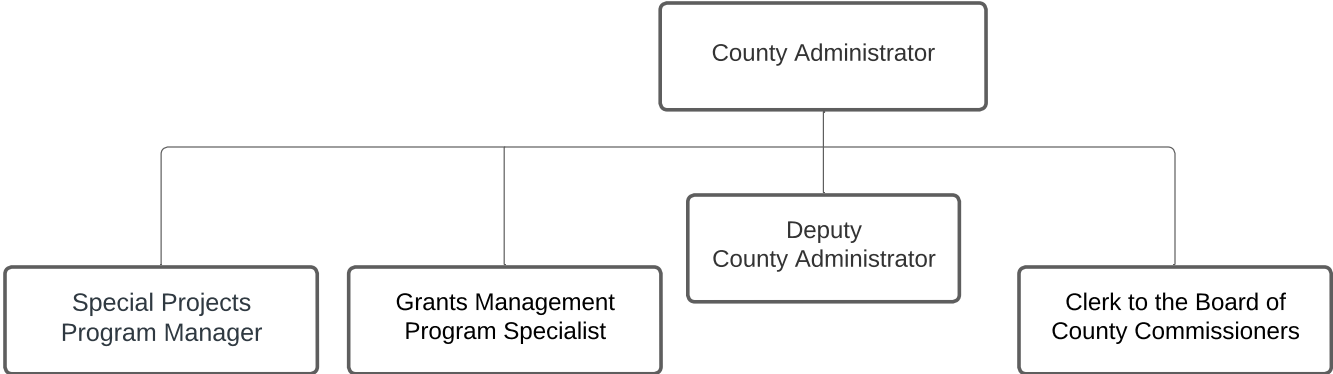 County Administrator
Deputy
County Administrator
Special Projects
Program Manager
Grants Management
Program Specialist
Clerk to the Board of
County Commissioners